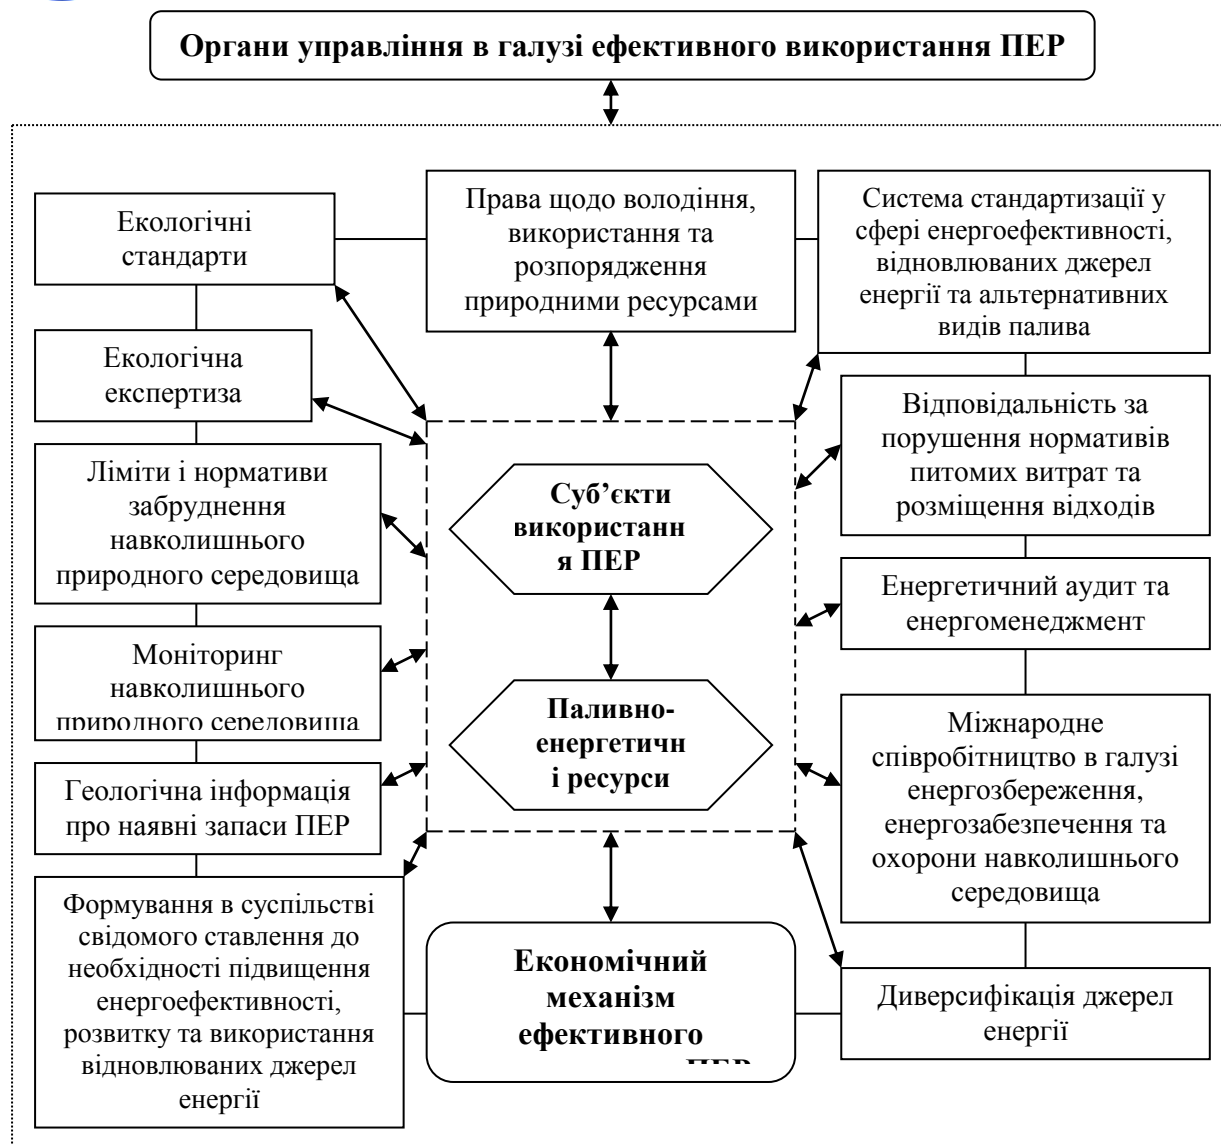 Органи управління в галузі ефективного використання ПЕР
Екологічні
стандарти
Права щодо володіння,
використання та
розпорядження
природними ресурсами
Система стандартизації у
сфері енергоефективності,
відновлюваних джерел
енергії та альтернативних
видів палива
Екологічна
експертиза
Ліміти і нормативи
забруднення
навколишнього
природного середовища
Моніторинг
навколишнього
природного середовища
Геологічна інформація
про наявні запаси ПЕР
Формування в суспільстві
свідомого ставлення до
необхідності підвищення
енергоефективності,
розвитку та використання
відновлюваних джерел
енергії
Суб’єкти
використанн
я ПЕР
Паливно-
енергетичн
і ресурси
Економічний
механізм
ефективного
Відповідальність за
порушення нормативів
питомих витрат та
розміщення відходів
Енергетичний аудит та
енергоменеджмент
Міжнародне
співробітництво в галузі
енергозбереження,
енергозабезпечення та
охорони навколишнього
середовища
Диверсифікація джерел
енергії